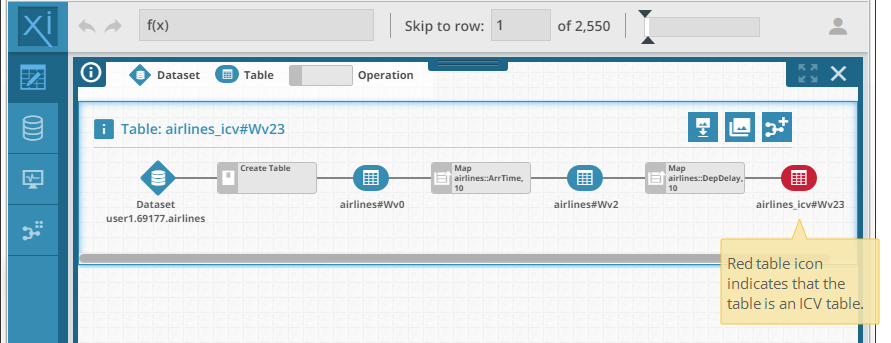 xi
f(x)
Skip to row: 1 of 2,550
Dataset
Table
Operation
Table: airlines_icv#Wv23
Create Table
Map
airlines::ArrTime,
10
Map
airlines::DepDelay,
10
Dataset
user1.69177.airlines
airlines#Wv0
airlines#Wv2
airlines_icv#Wv23
Red table icon
indicates that the
table is an ICV table.